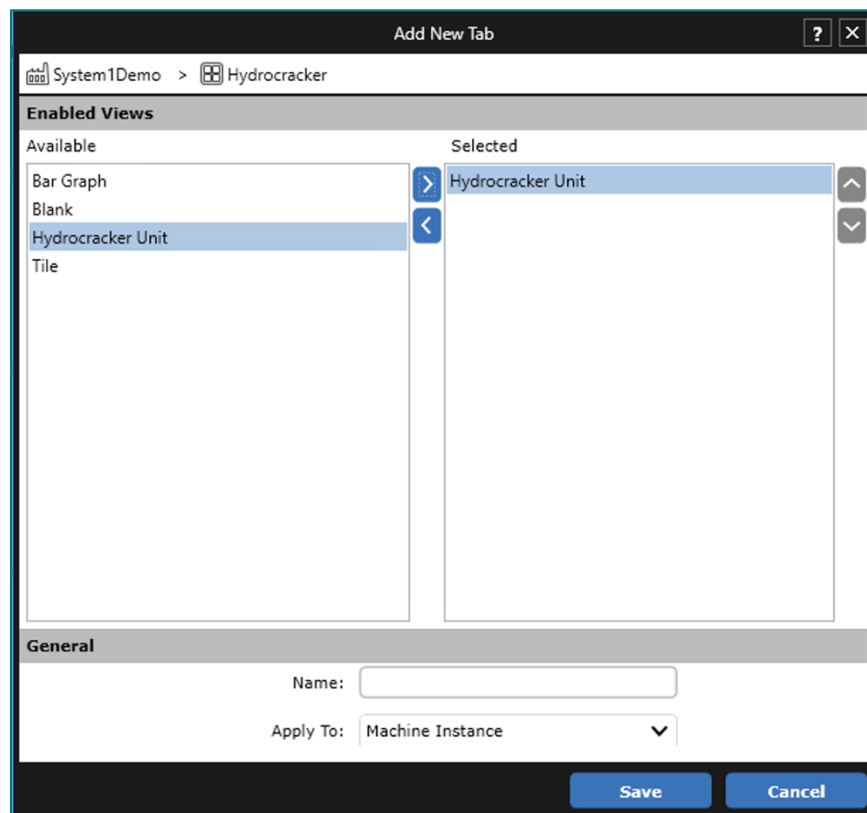 Add New Tab
?
System1Demo > Hydrocracker
Enabled Views
Available
Selected
Bar Graph
Blank
Hydrocracker Unit
Tile
Hydrocracker Unit
General
Name:
Apply To: Machine Instance
Save
Cancel